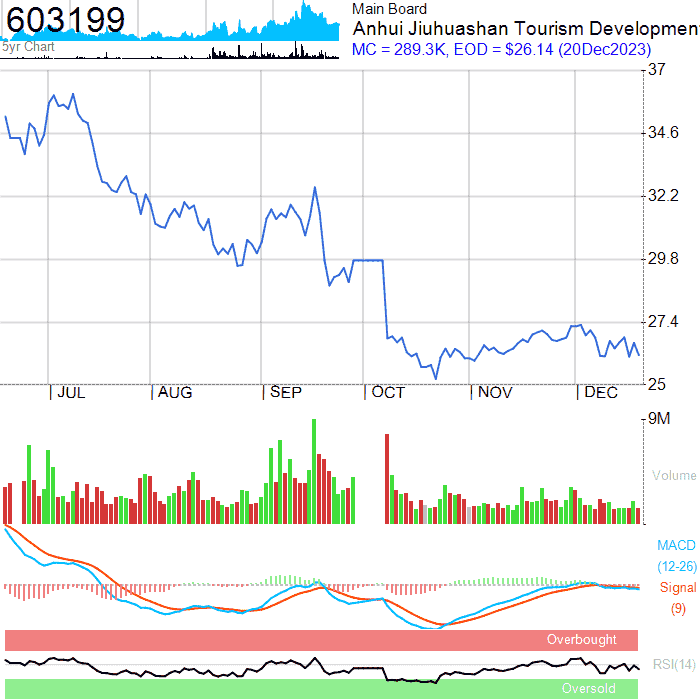 603199
5yr Chart
Main Board
Anhui Jiuhuashan Tourism Developmen
MC = 289.3K, EOD = $26.14 (20Dec2023)
37
34.6
32.2
29.8
27.4
25
JUL
AUG
SEP
OCT
NOV
DEC
9M
Volume
MACD
(12-26)
Signal
(9)
Overbought
RSI(14)
Oversold